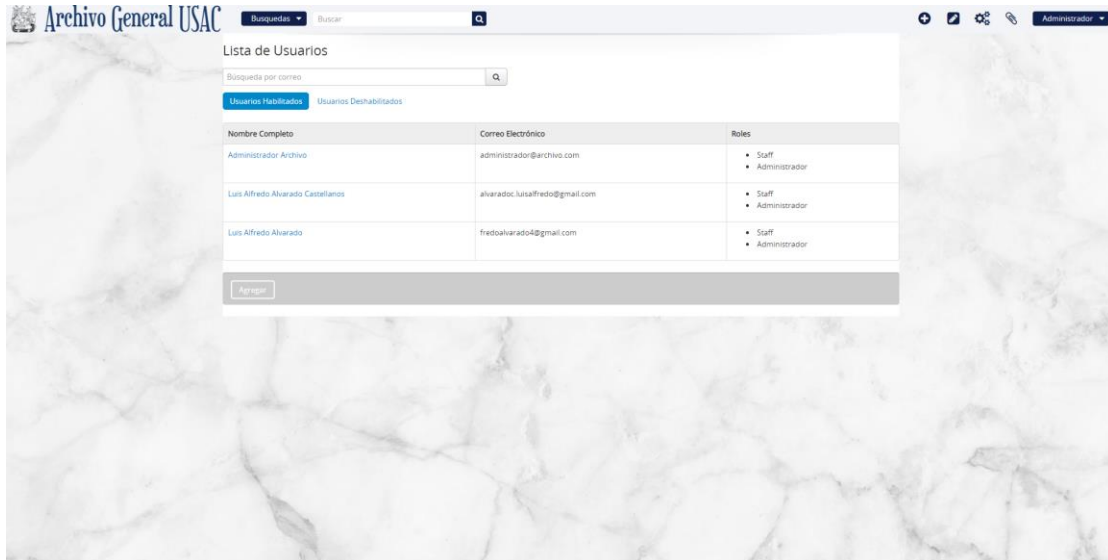 Archivo General USAC Busquedas Buscar Administrador
Lista de Usuarios
Búsqueda por correo
Usuarios Habilitados Usuarios Deshabilitados
Nombre Completo Correo Electrónico Roles
Administrador Archivo administrador@archivo.com Staff
Administrador
Luis Alfredo Alvarado Castellanos alvaradoc.luisalfredo@gmail.com Staff
Administrador
Luis Alfredo Alvarado fredoalvarado4@gmail.com Staff
Administrador
Agregar